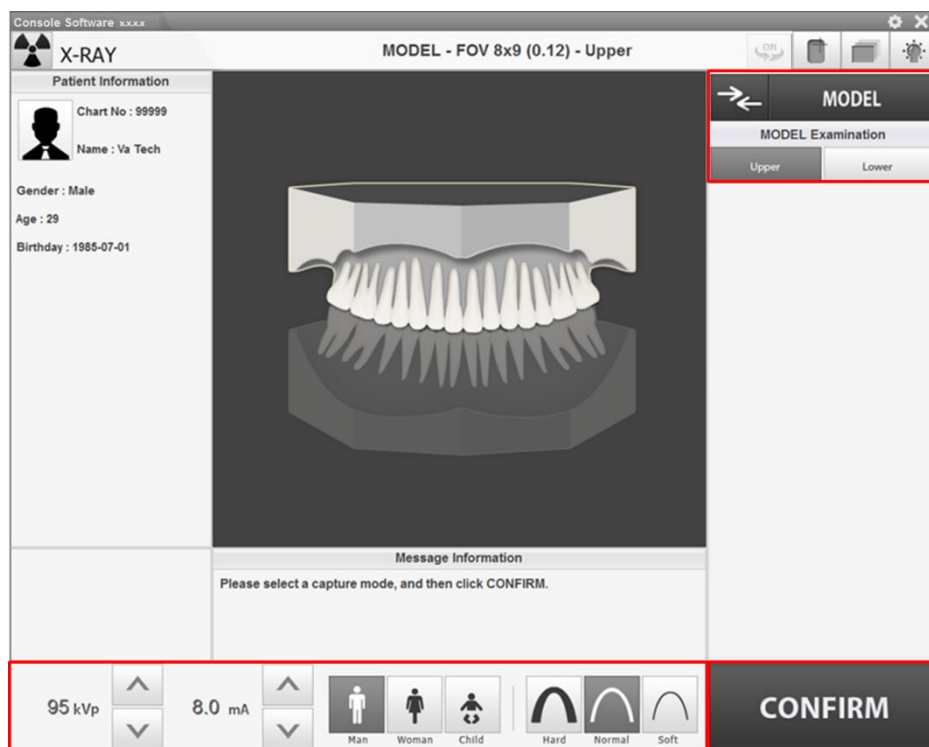 Console Software x.x.x.x
X-RAY
MODEL - FOV 8x9 (0.12) - Upper
ON
Patient Information
Chart No : 99999
Name : Va Tech
Gender : Male
Age : 29
Birthday : 1985-07-01
MODEL
MODEL Examination
Upper Lower
Message Information
Please select a capture mode, and then click CONFIRM.
95 kVp 8.0 mA
Man Woman Child Hard Normal Soft
CONFIRM